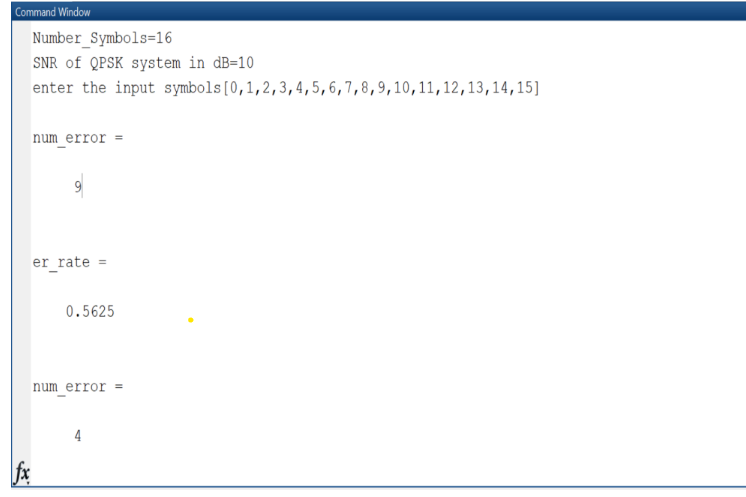 Command Window
Number_Symbols=16
SNR of QPSK system in dB=10
enter the input symbols[0,1,2,3,4,5,6,7,8,9,10,11,12,13,14,15]
num_error =
9
er_rate =
0.5625
num_error =
4
fx